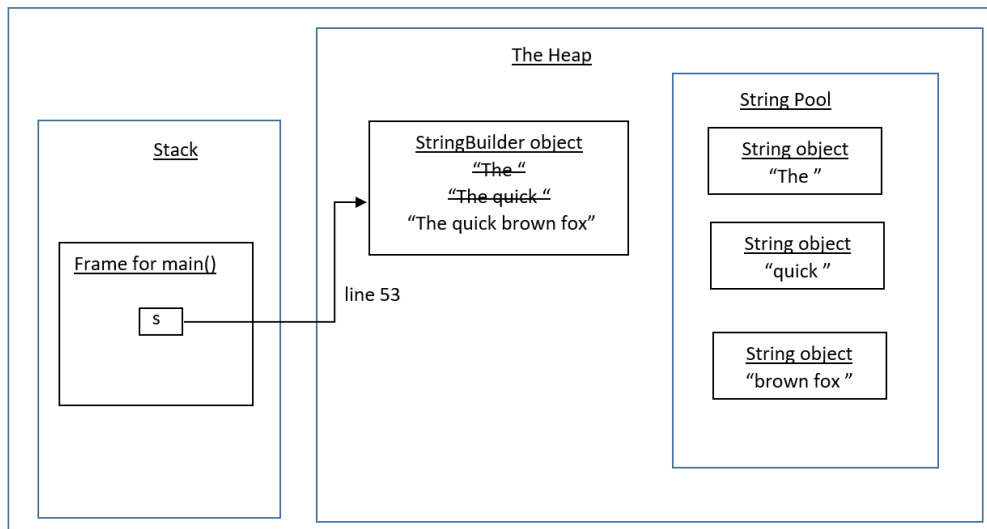 The Heap
String Pool
Stack
StringBuilder object
“The “
“The quick “
“The quick brown fox”
String object
“The ”
String object
“quick ”
String object
“brown fox ”
Frame for main()
s
line 53